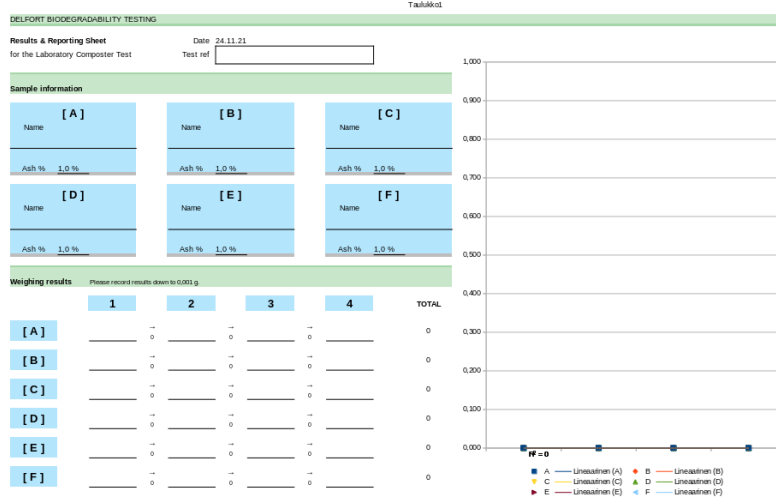 Taulukko1
DELFORT BIODEGRADABILITY TESTING
Results & Reporting Sheet
Date 24.11.21
for the Laboratory Composter Test
Test ref
Sample information
[ A ] [ B ] [ C ]
Name Name Name
Ash % 1,0 % Ash % 1,0 % Ash % 1,0 %
[ D ] [ E ] [ F ]
Name Name Name
Ash % 1,0 % Ash % 1,0 % Ash % 1,0 %
Weighing results Please record results down to 0,001 g.
1 2 3 4 TOTAL
[ A ] → 0 → 0 → 0 0
[ B ] → 0 → 0 → 0 0
[ C ] → 0 → 0 → 0 0
[ D ] → 0 → 0 → 0 0
[ E ] → 0 → 0 → 0 0
[ F ] → 0 → 0 → 0 0
1,000
0,900
0,800
0,700
0,600
0,500
0,400
0,300
0,200
0,100
0,000
= 0
A Lineaarinen (A) B Lineaarinen (B)
C Lineaarinen (C) D Lineaarinen (D)
E Lineaarinen (E) F Lineaarinen (F)